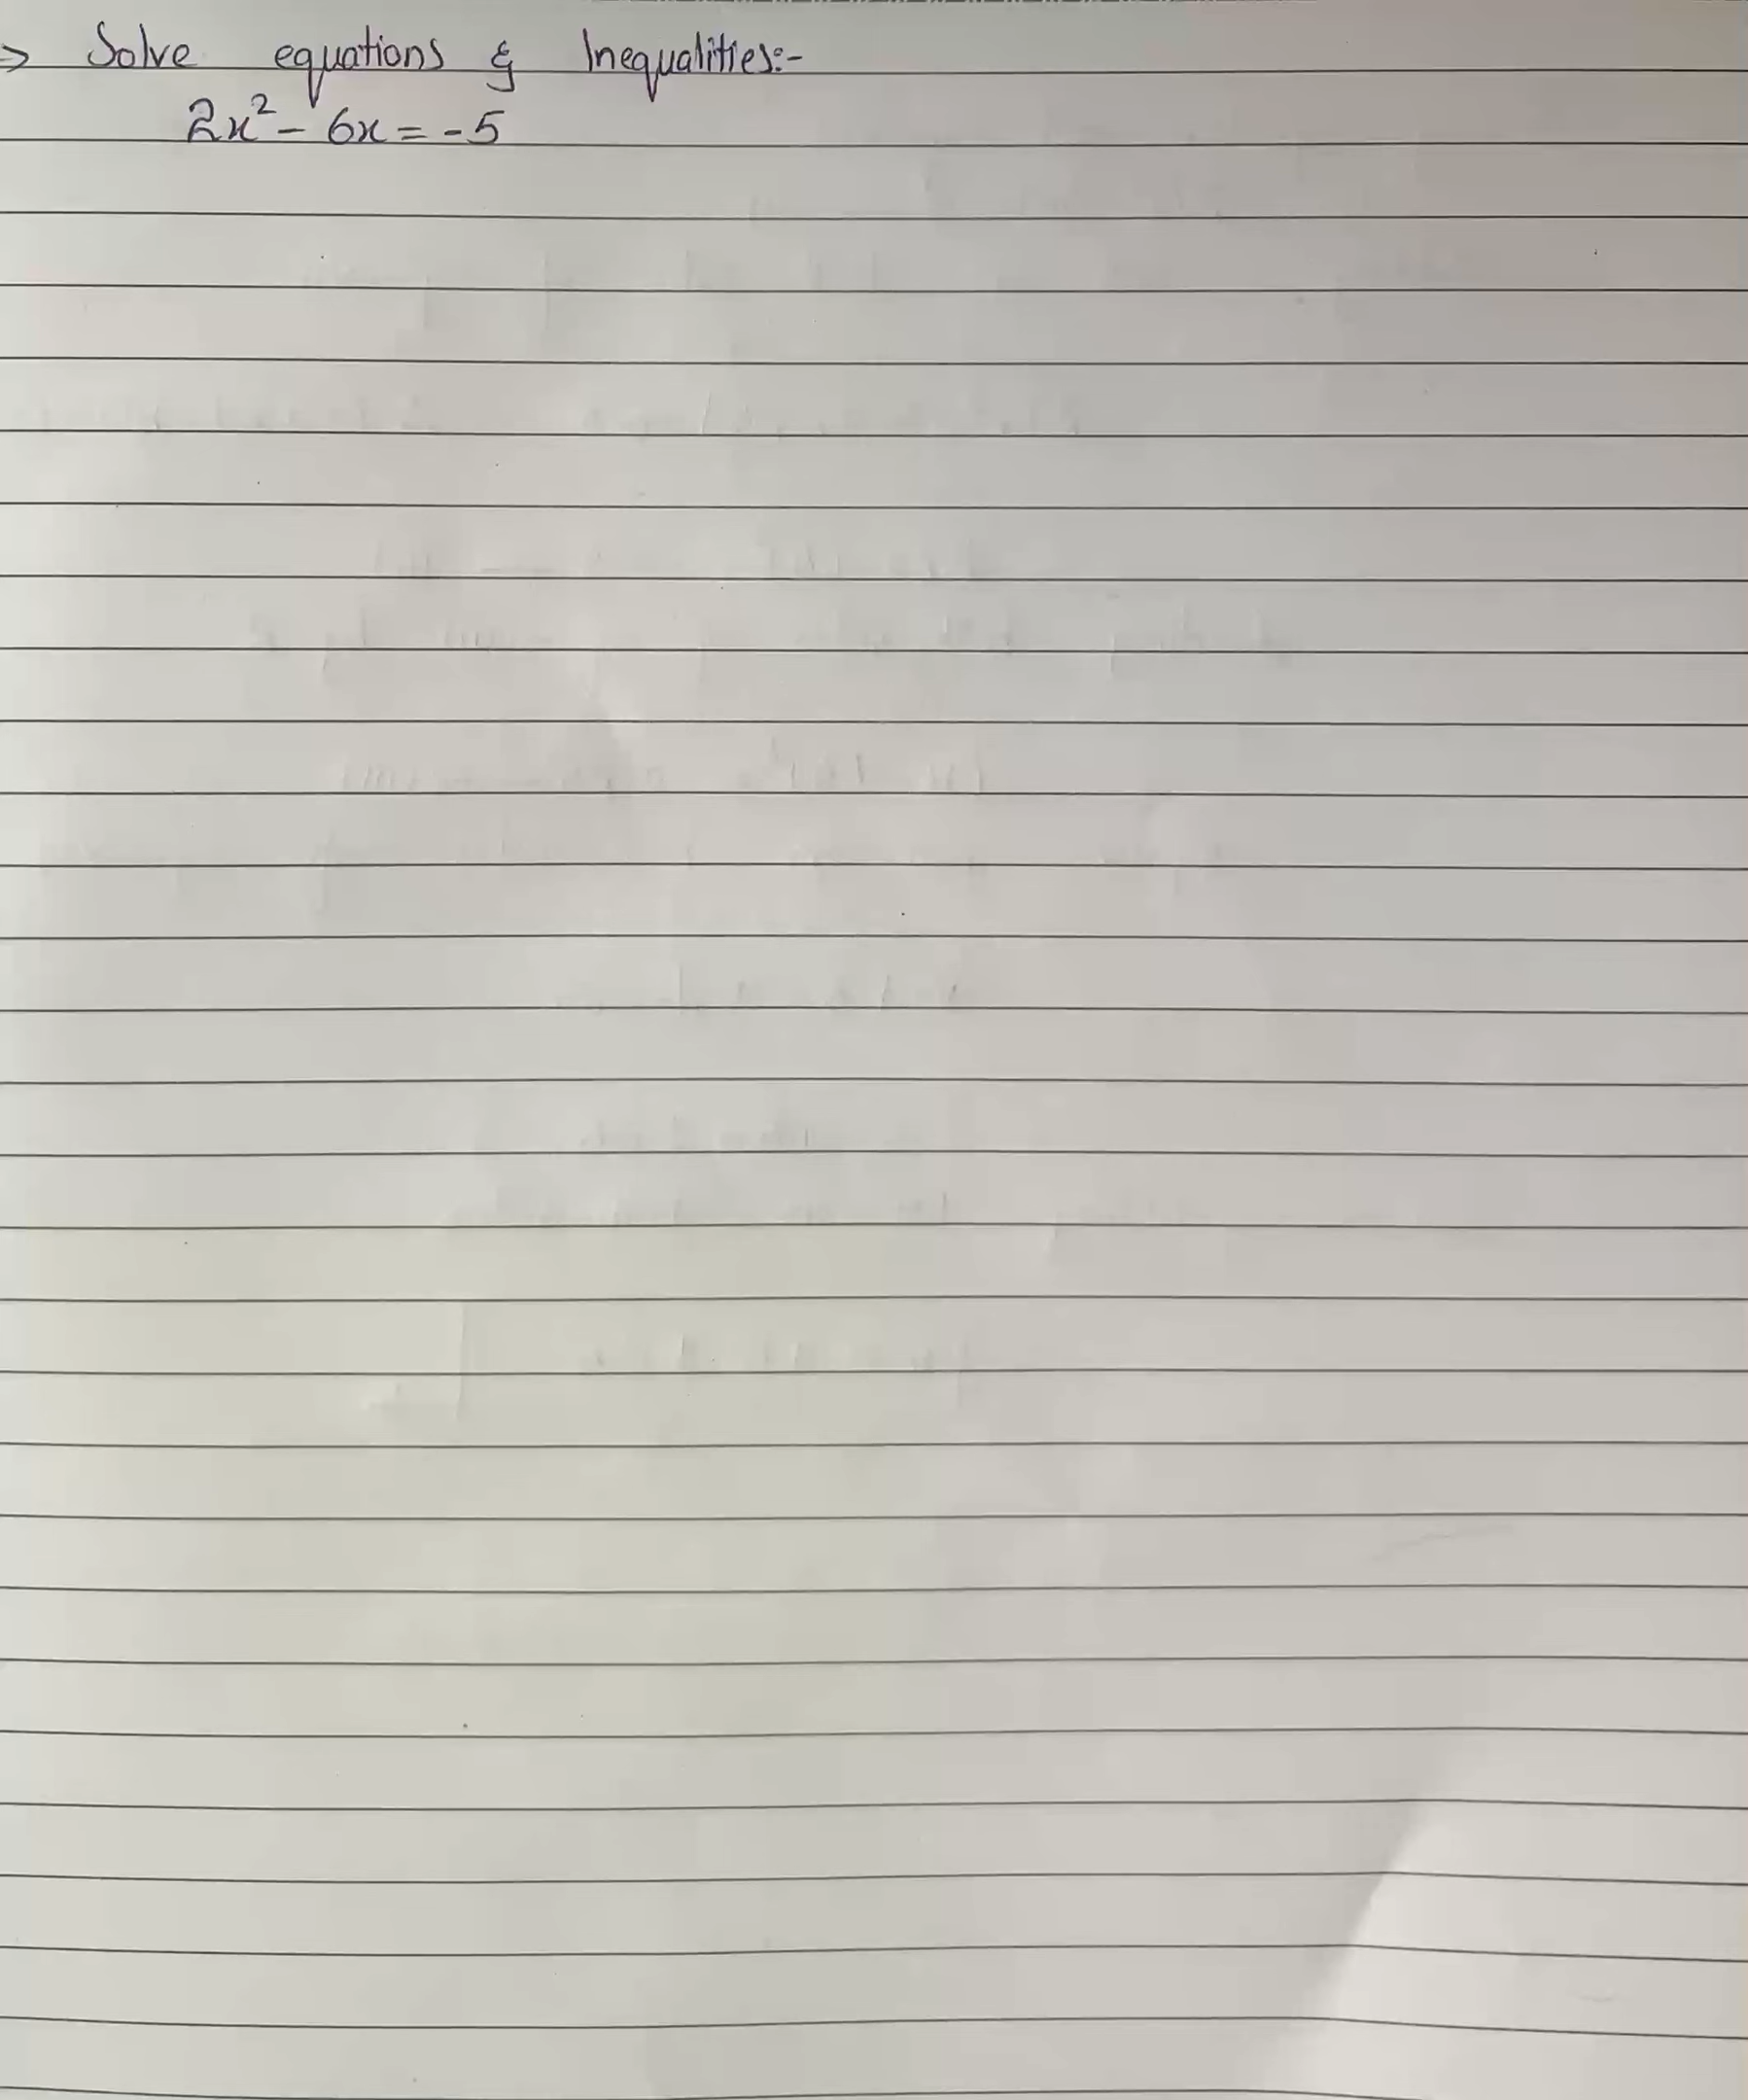 ⇒ Solve equations & Inequalities:-
2x² - 6x = -5